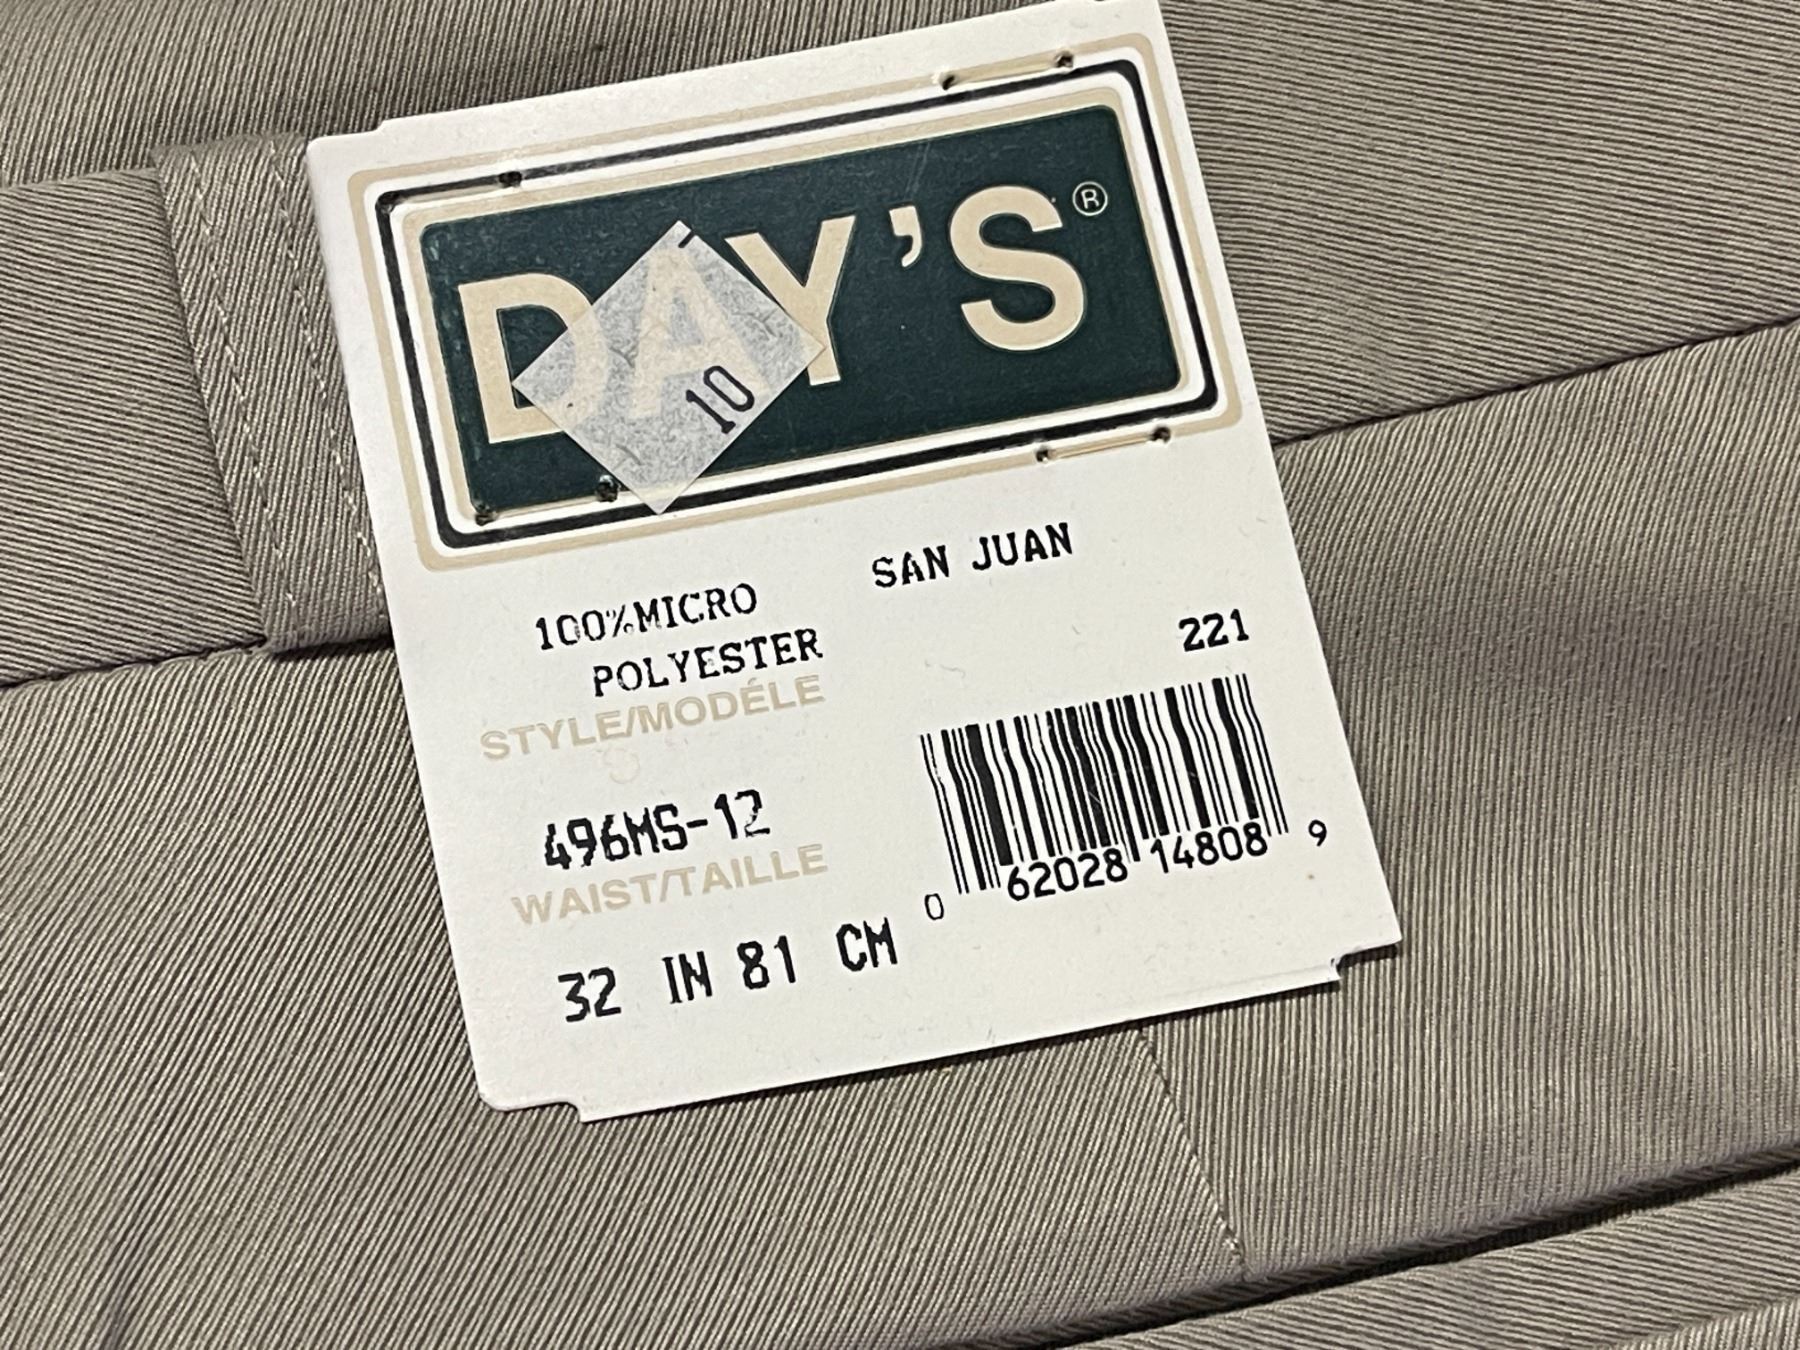 DAY'S®
10
SAN JUAN
100%MICRO
POLYESTER
221
STYLE/MODÉLE
496MS-12
WAIST/TAILLE
32 IN 81 CM
0 62028 14808 9